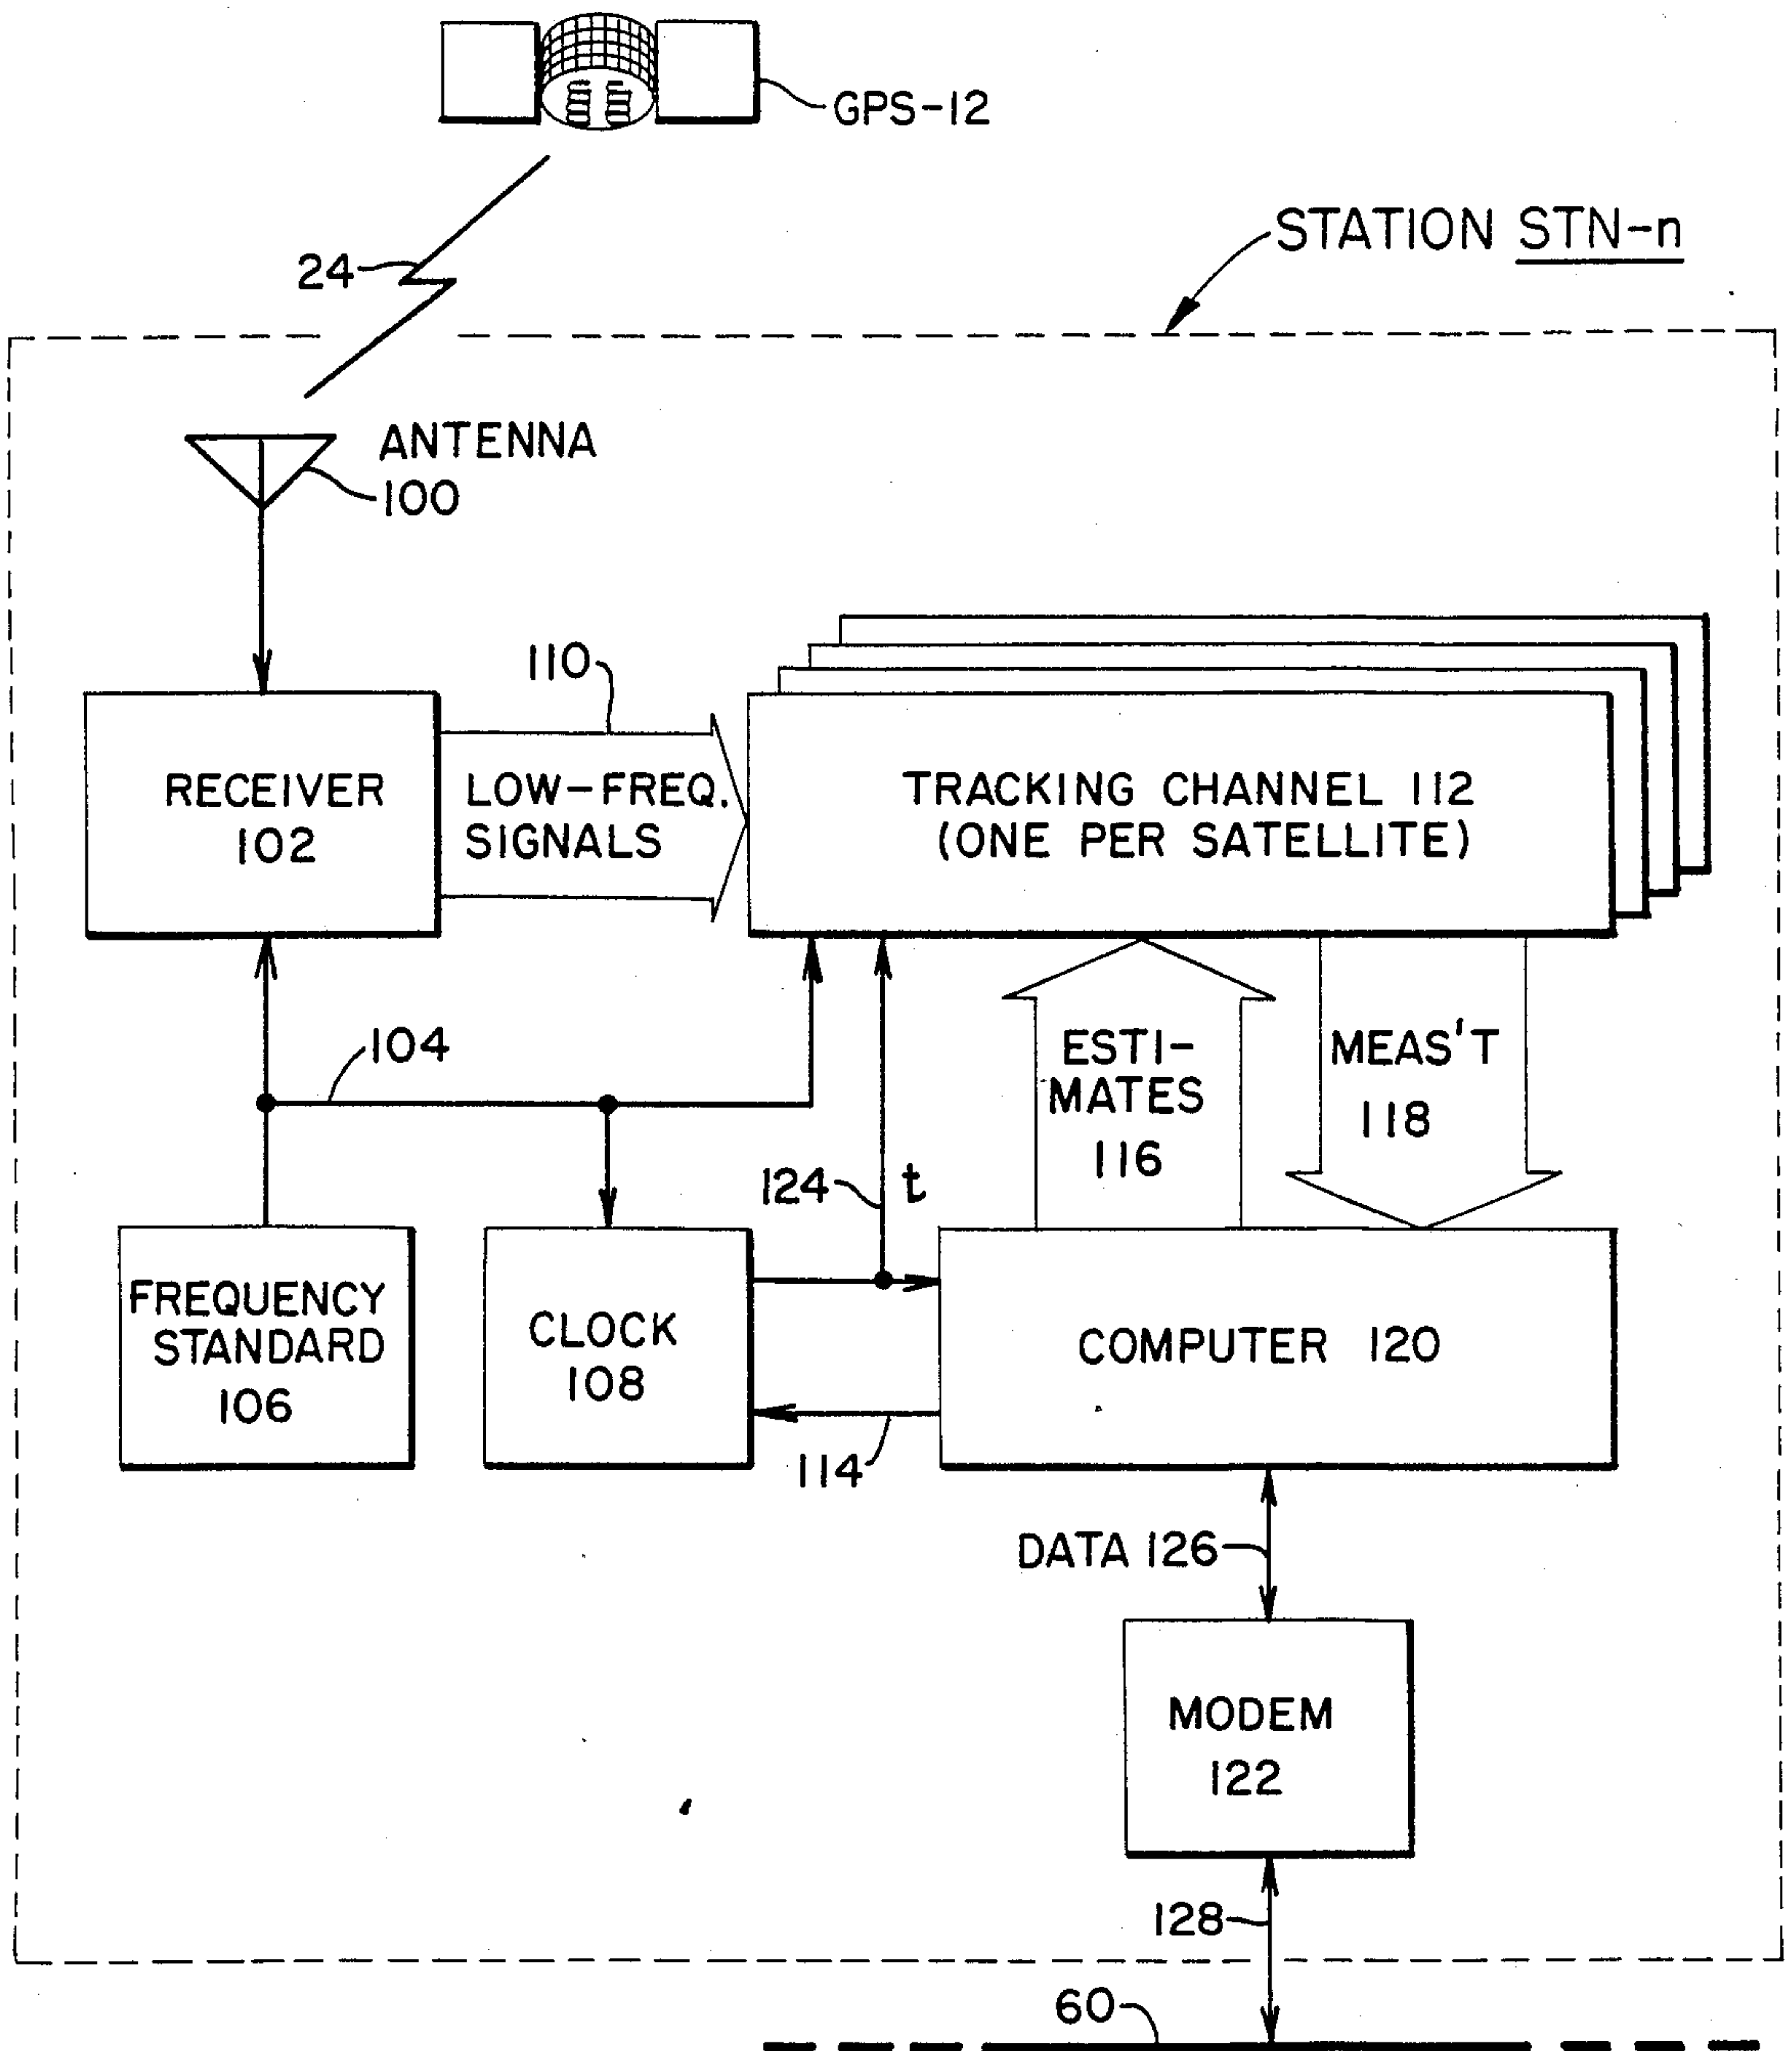 GPS-12
STATION STN-n
24
ANTENNA
100
110
RECEIVER
102
LOW-FREQ.
SIGNALS
TRACKING CHANNEL 112
(ONE PER SATELLITE)
104
ESTI-
MATES
116
MEAS'T
118
124
t
FREQUENCY
STANDARD
106
CLOCK
108
COMPUTER 120
114
DATA 126
MODEM
122
128
60